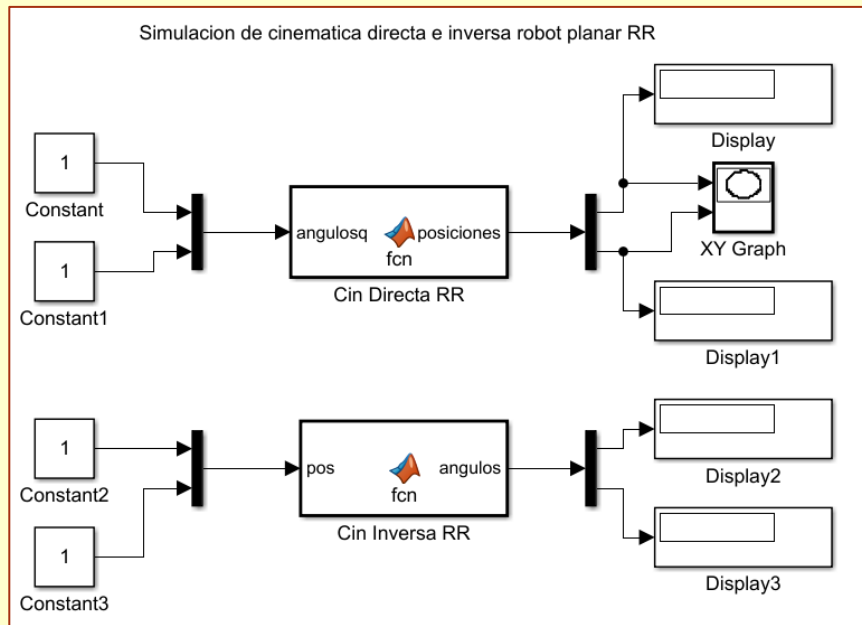 Simulacion de cinematica directa e inversa robot planar RR
Display
1
Constant
angulosq
posiciones
fcn
Cin Directa RR
XY Graph
1
Constant1
Display1
1
Constant2
pos
angulos
fcn
Cin Inversa RR
Display2
1
Constant3
Display3